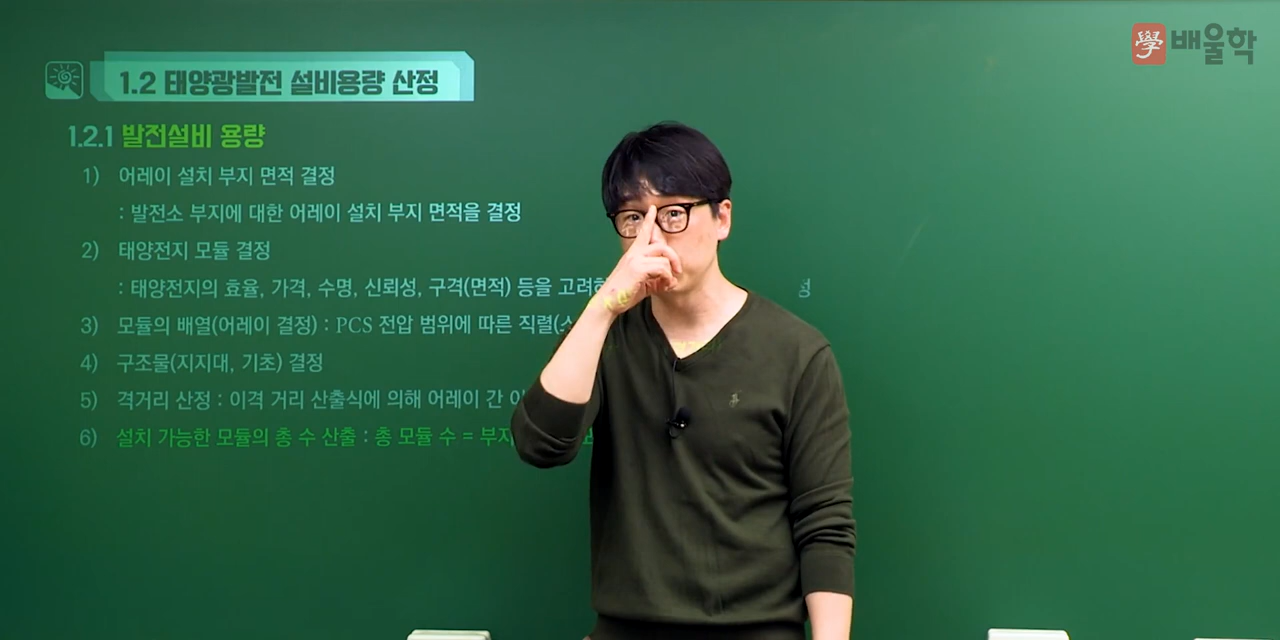 學 배울학
1.2 태양광발전 설비용량 산정
1.2.1 발전설비 용량
1) 어레이 설치 부지 면적 결정
: 발전소 부지에 대한 어레이 설치 부지 면적을 결정
2) 태양전지 모듈 결정
: 태양전지의 효율, 가격, 수명, 신뢰성, 구격(면적) 등을 고려하 정
3) 모듈의 배열(어레이 결정) : PCS 전압 범위에 따른 직렬(
4) 구조물(지지대, 기초) 결정
5) 격거리 산정 : 이격 거리 산출식에 의해 어레이 간 이
6) 설치 가능한 모듈의 총 수 산출 : 총 모듈 수 = 부지